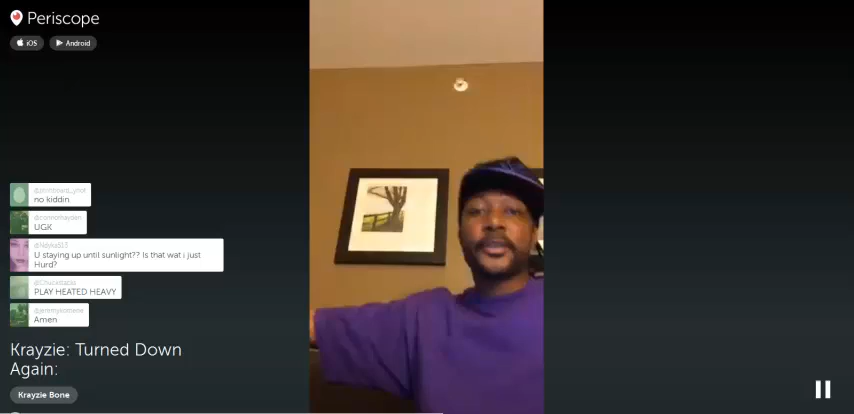 Periscope
iOS
Android
no kiddin
@connorhayden
UGK
U staying up until sunlight?? Is that wat i just
Hurd?
PLAY HEATED HEAVY
Amen
Krayzie: Turned Down
Again:
Krayzie Bone